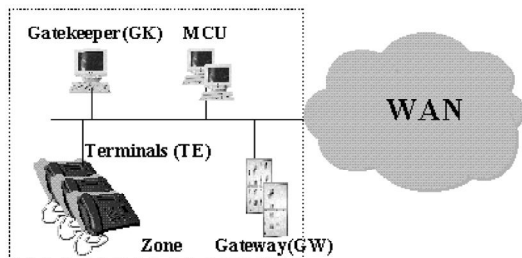 Gatekeeper(GK) MCU
WAN
Terminals (TE)
Zone Gateway(GW)